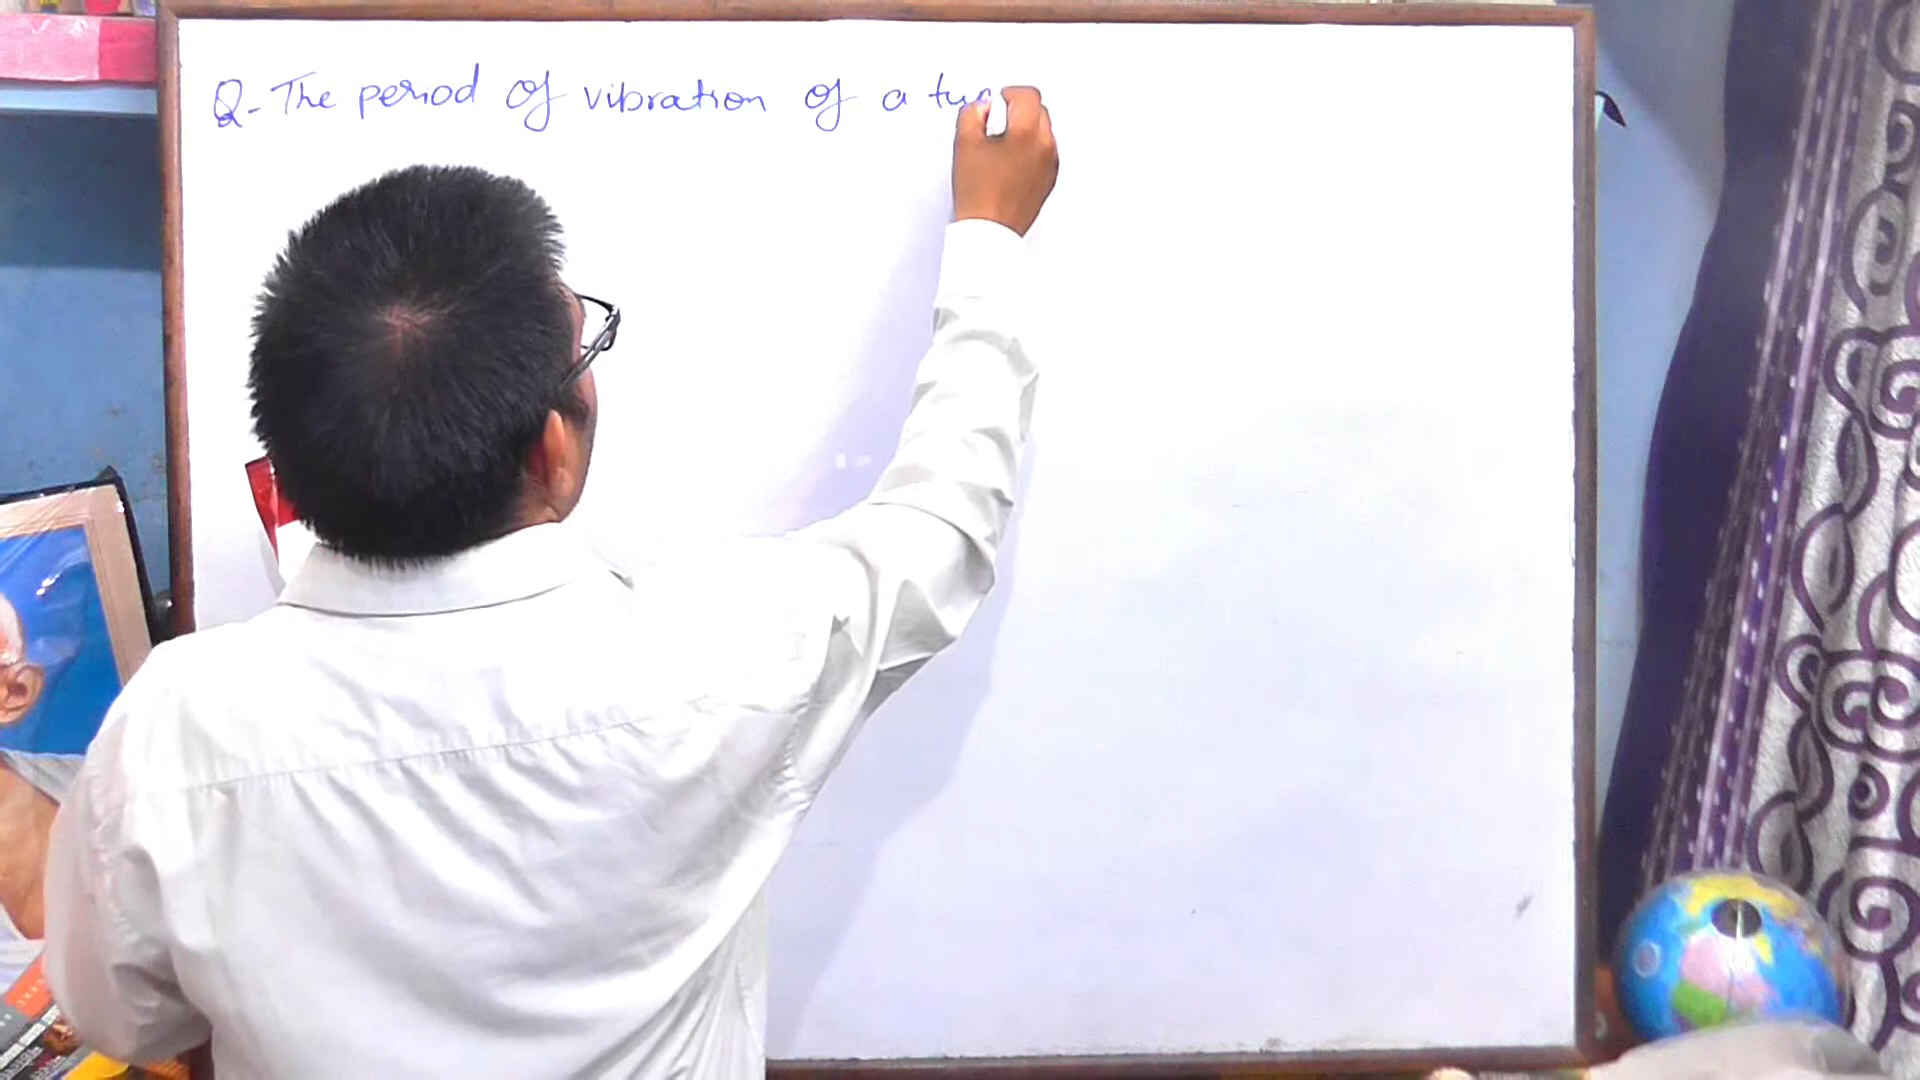 Q - The period of vibration of a